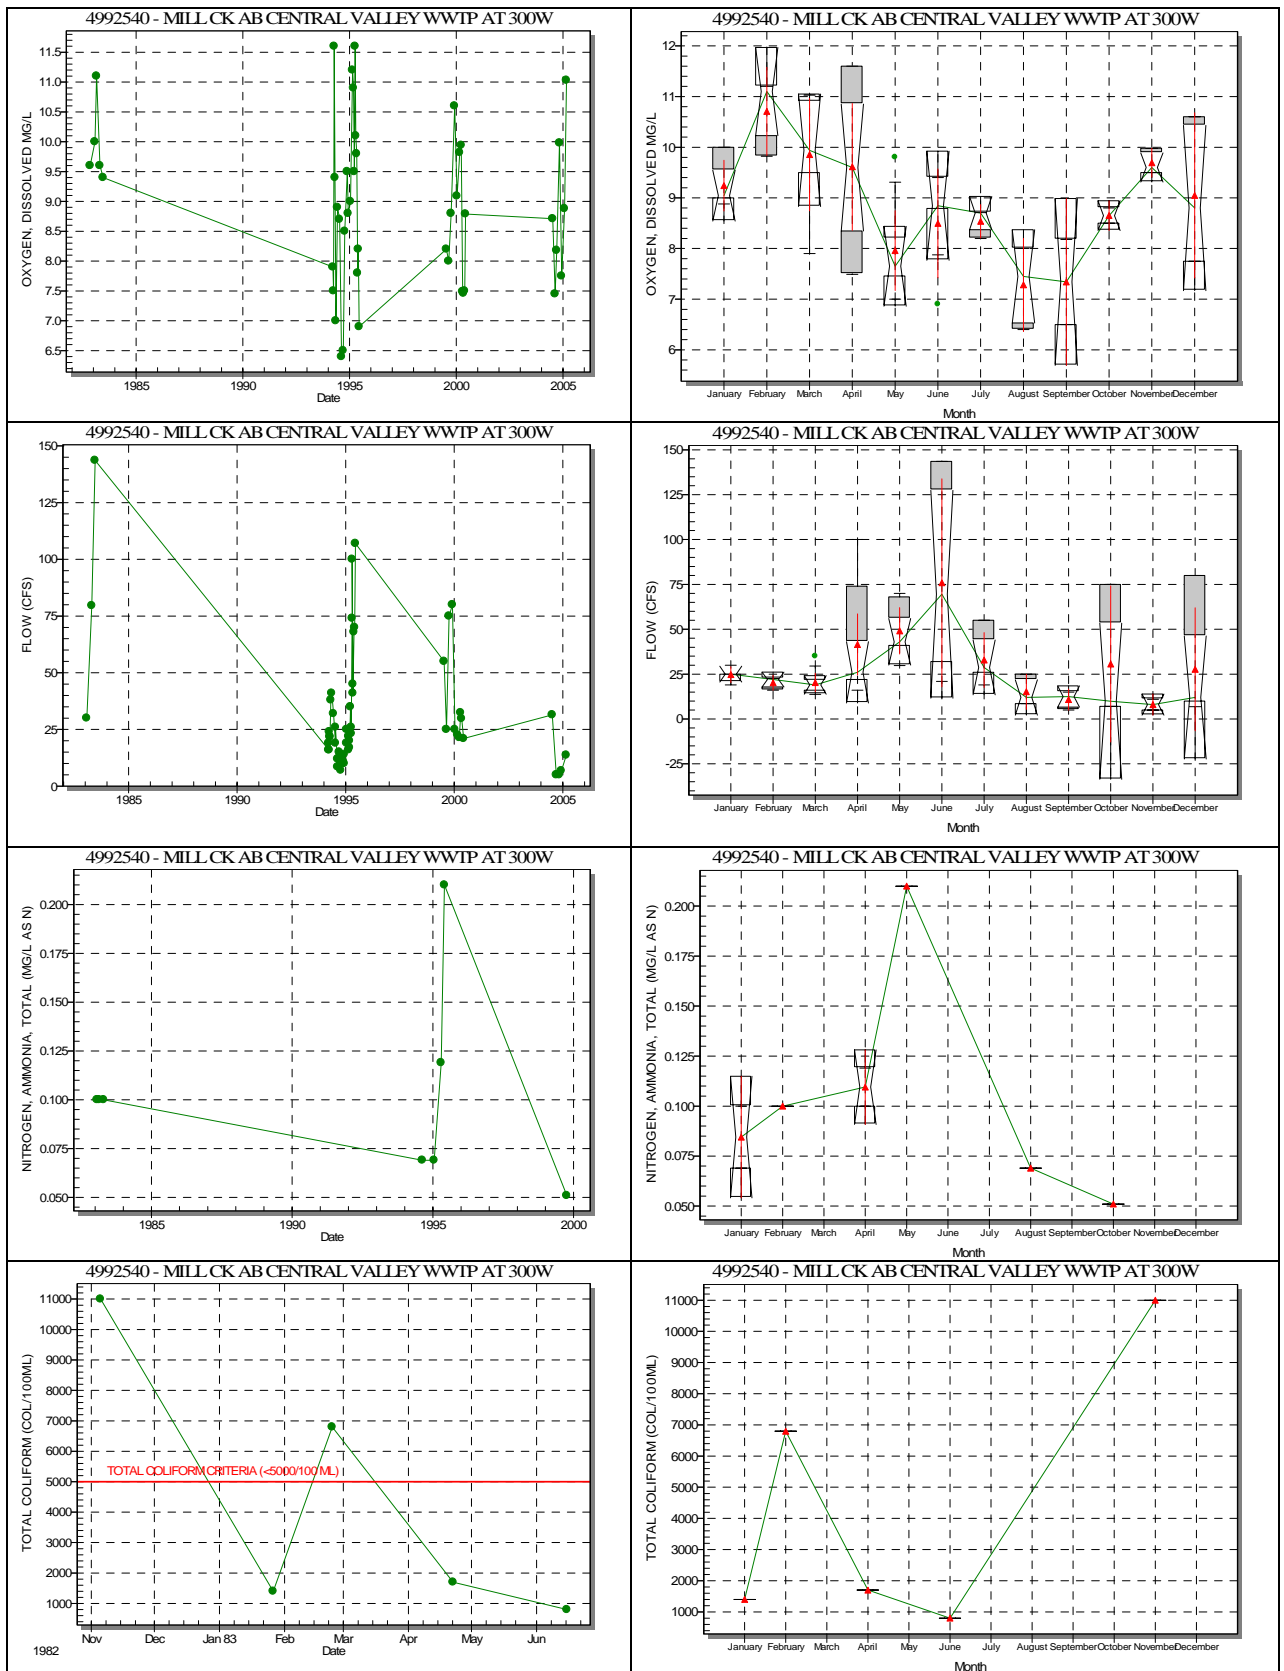 4992540 - MILL CK AB CENTRAL VALLEY WWTP AT 300W
OXYGEN, DISSOLVED MG/L
11.5
11.0
10.5
10.0
9.5
9.0
8.5
8.0
7.5
7.0
6.5
1985 1990 1995 2000 2005
Date
4992540 - MILL CK AB CENTRAL VALLEY WWTP AT 300W
OXYGEN, DISSOLVED MG/L
12
11
10
9
8
7
6
January February March April May June July August September October November December
Month
4992540 - MILL CK AB CENTRAL VALLEY WWTP AT 300W
FLOW (CFS)
150
125
100
75
50
25
0
1985 1990 1995 2000 2005
Date
4992540 - MILL CK AB CENTRAL VALLEY WWTP AT 300W
FLOW (CFS)
150
125
100
75
50
25
0
-25
January February March April May June July August September October November December
Month
4992540 - MILL CK AB CENTRAL VALLEY WWTP AT 300W
NITROGEN, AMMONIA, TOTAL (MG/L AS N)
0.200
0.175
0.150
0.125
0.100
0.075
0.050
1985 1990 1995 2000
Date
4992540 - MILL CK AB CENTRAL VALLEY WWTP AT 300W
NITROGEN, AMMONIA, TOTAL (MG/L AS N)
0.200
0.175
0.150
0.125
0.100
0.075
0.050
January February March April May June July August September October November December
Month
4992540 - MILL CK AB CENTRAL VALLEY WWTP AT 300W
TOTAL COLIFORM (COL/100ML)
11000
10000
9000
8000
7000
6000
5000
4000
3000
2000
1000
TOTAL COLIFORM CRITERIA (<5000/100 ML)
Nov Dec Jan 83 Feb Mar Apr May Jun
1982
Date
4992540 - MILL CK AB CENTRAL VALLEY WWTP AT 300W
TOTAL COLIFORM (COL/100ML)
11000
10000
9000
8000
7000
6000
5000
4000
3000
2000
1000
January February March April May June July August September October November December
Month